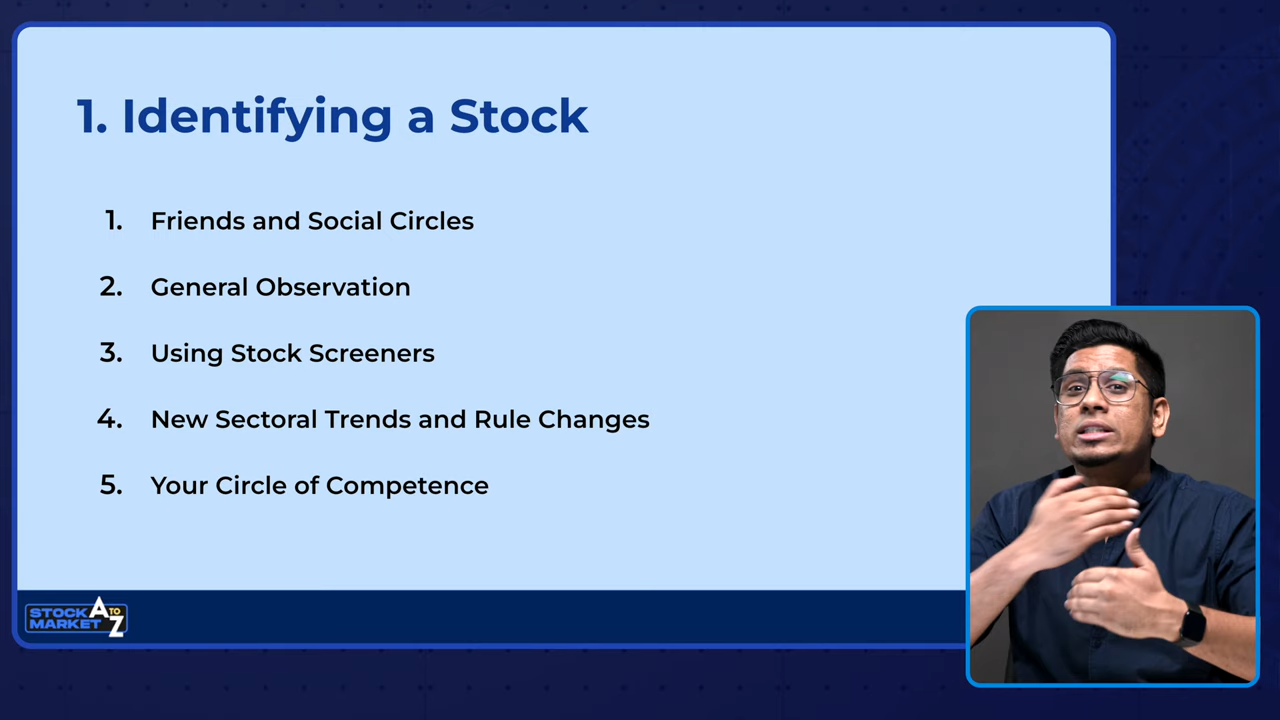 1. Identifying a Stock
1. Friends and Social Circles
2. General Observation
3. Using Stock Screeners
4. New Sectoral Trends and Rule Changes
5. Your Circle of Competence
STOCK A TO
MARKET Z